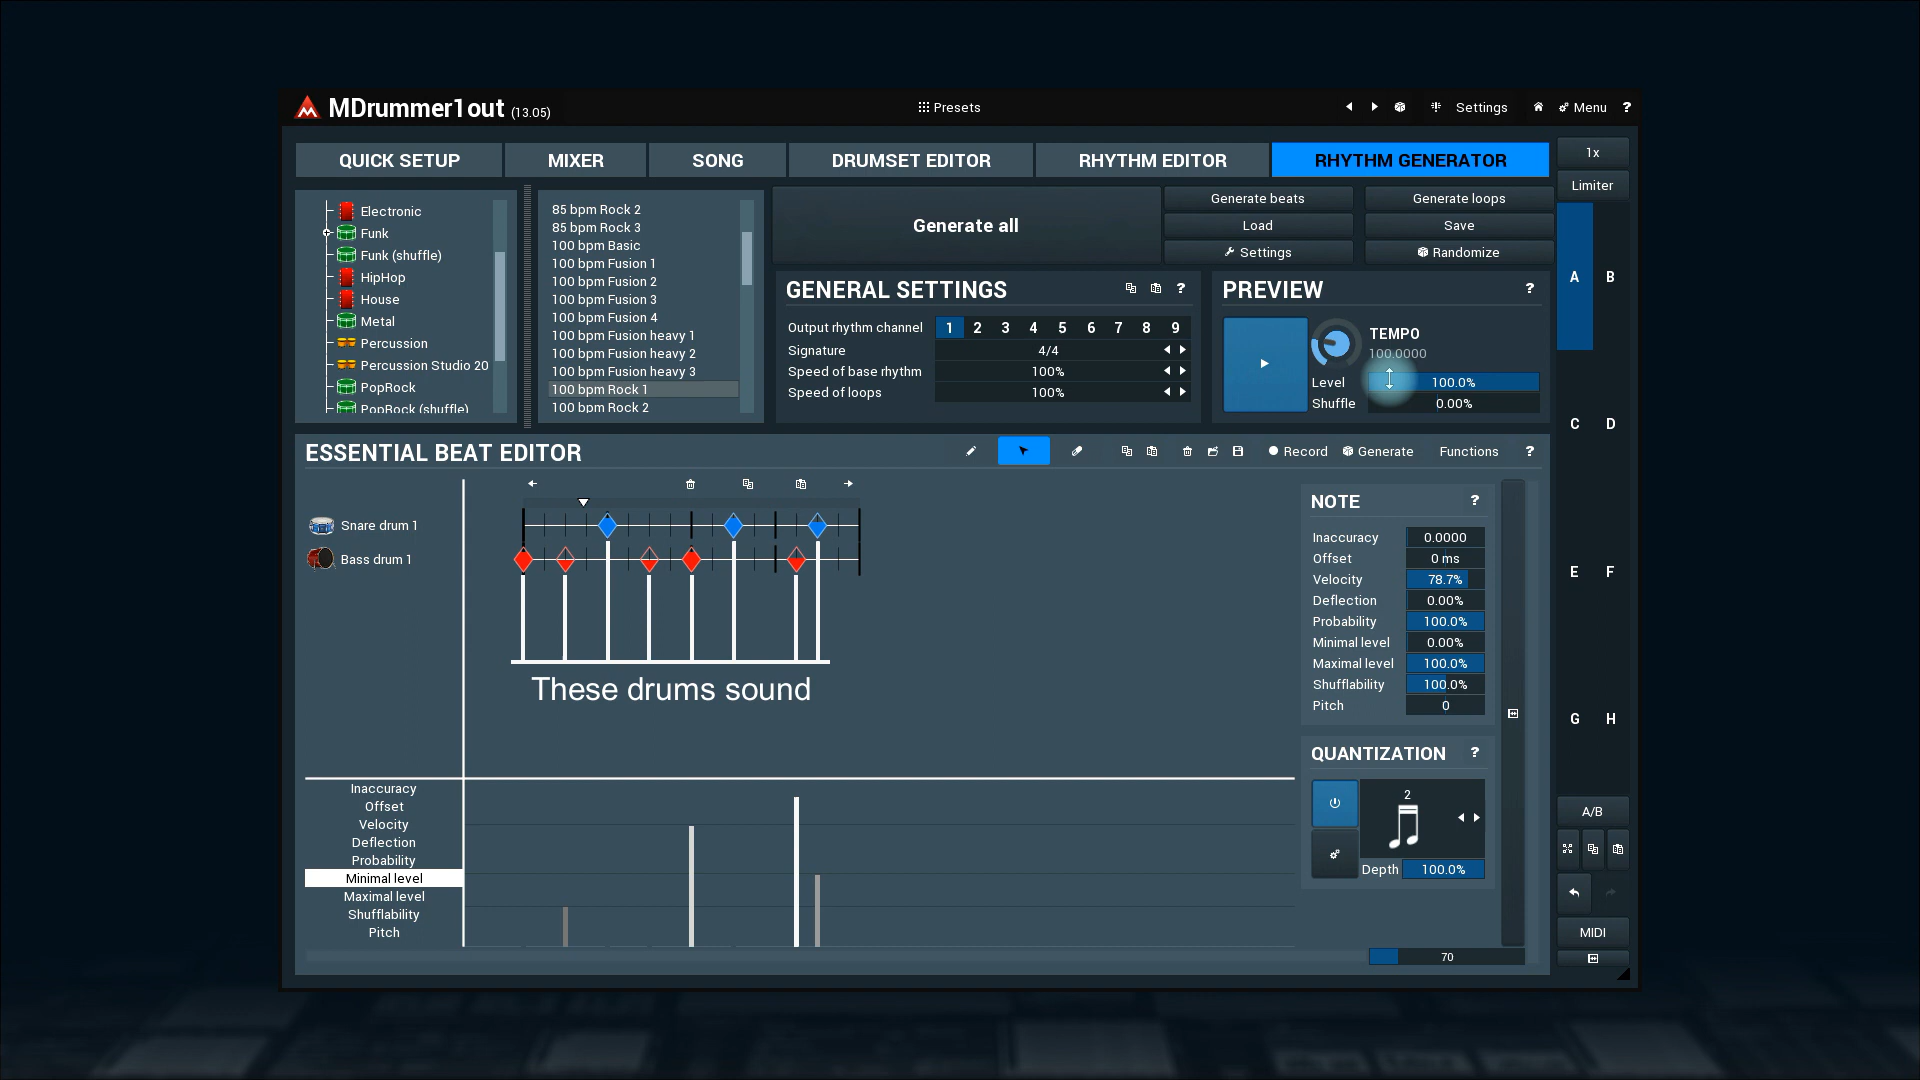 MDrummer1out (13.05)
Presets
Settings
Menu
?
QUICK SETUP
MIXER
SONG
DRUMSET EDITOR
RHYTHM EDITOR
RHYTHM GENERATOR
1x
Limiter
Electronic
Funk
Funk (shuffle)
HipHop
House
Metal
Percussion
Percussion Studio 20
PopRock
PopRock (shuffle)
85 bpm Rock 2
85 bpm Rock 3
100 bpm Basic
100 bpm Fusion 1
100 bpm Fusion 2
100 bpm Fusion 3
100 bpm Fusion 4
100 bpm Fusion heavy 1
100 bpm Fusion heavy 2
100 bpm Fusion heavy 3
100 bpm Rock 1
100 bpm Rock 2
Generate all
Generate beats
Generate loops
Load
Save
Settings
Randomize
GENERAL SETTINGS
?
Output rhythm channel 1 2 3 4 5 6 7 8 9
Signature 4/4
Speed of base rhythm 100%
Speed of loops 100%
PREVIEW
?
TEMPO
100.0000
Level 100.0%
Shuffle 0.00%
A B
C D
E F
G H
ESSENTIAL BEAT EDITOR
Record
Generate
Functions
?
Snare drum 1
Bass drum 1
These drums sound
NOTE
?
Inaccuracy 0.0000
Offset 0 ms
Velocity 78.7%
Deflection 0.00%
Probability 100.0%
Minimal level 0.00%
Maximal level 100.0%
Shufflability 100.0%
Pitch 0
QUANTIZATION
?
2
Depth 100.0%
Inaccuracy
Offset
Velocity
Deflection
Probability
Minimal level
Maximal level
Shufflability
Pitch
70
A/B
MIDI